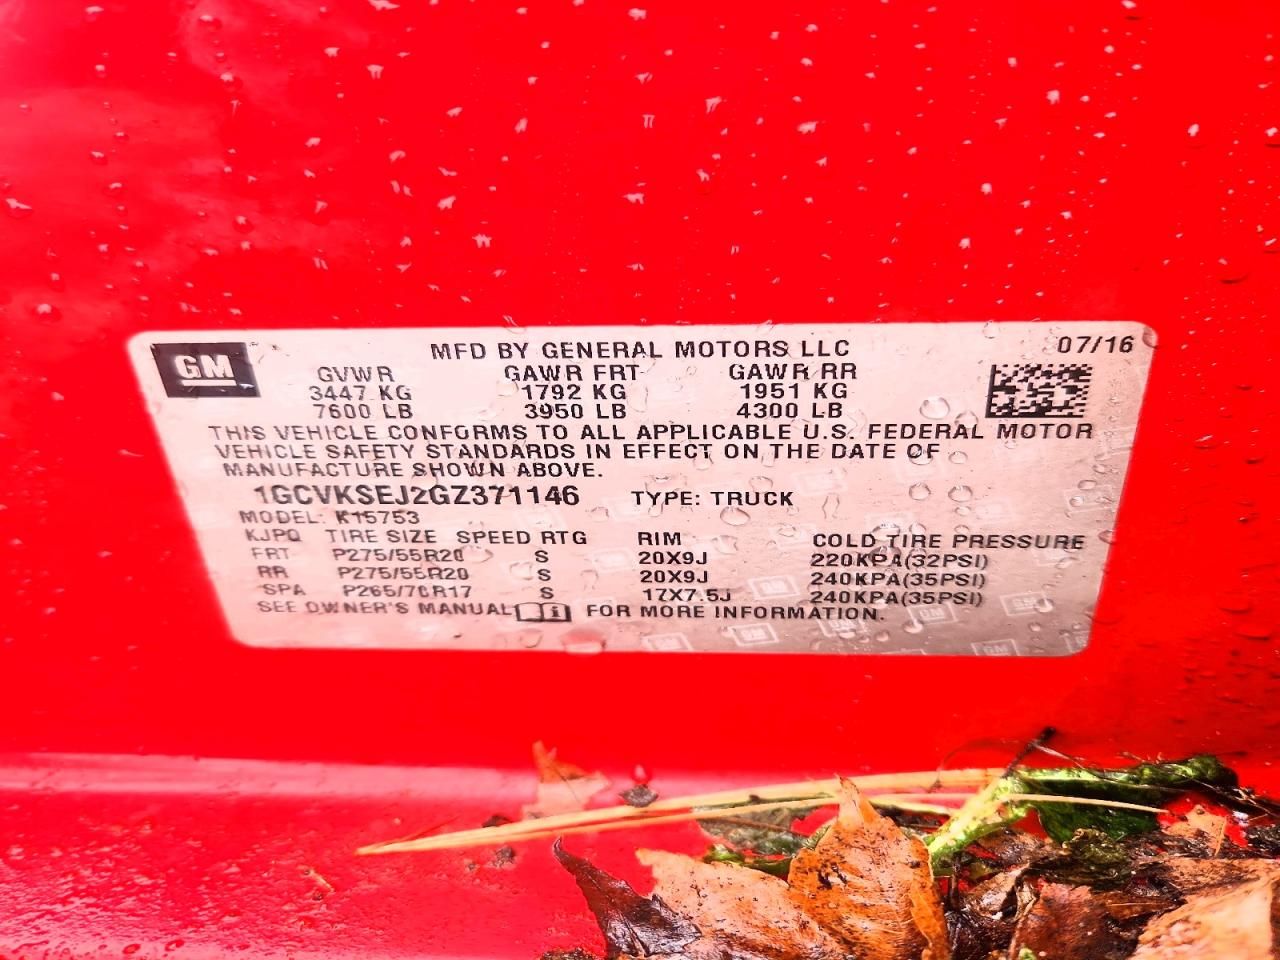 GM
MFD BY GENERAL MOTORS LLC 07/16
GVWR GAWR FRT GAWR RR
3447 KG 1792 KG 1951 KG
7600 LB 3950 LB 4300 LB
THIS VEHICLE CONFORMS TO ALL APPLICABLE U.S. FEDERAL MOTOR
VEHICLE SAFETY STANDARDS IN EFFECT ON THE DATE OF
MANUFACTURE SHOWN ABOVE.
1GCVKSEJ2GZ371146 TYPE: TRUCK
MODEL: K15753
KJPQ TIRE SIZE SPEED RTG RIM COLD TIRE PRESSURE
FRT P275/55R20 S 20X9J 220KPA(32PSI)
RR P275/55R20 S 20X9J 240KPA(35PSI)
SPA P265/70R17 S 17X7.5J 240KPA(35PSI)
SEE OWNER'S MANUAL FOR MORE INFORMATION.